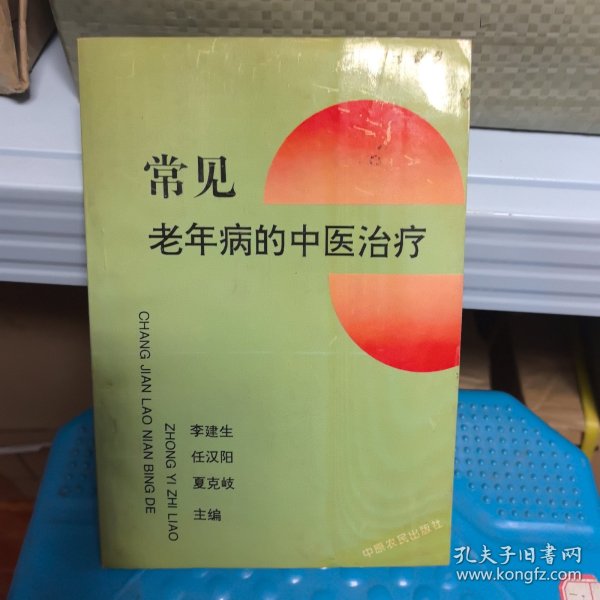 常见
老年病的中医治疗
CHANG JIAN LAO NIAN BING DE
ZHONG YI ZHI LIAO
李建生
任汉阳
夏克岐
主编
中原农民出版社
孔夫子旧书网
www.kongfz.com